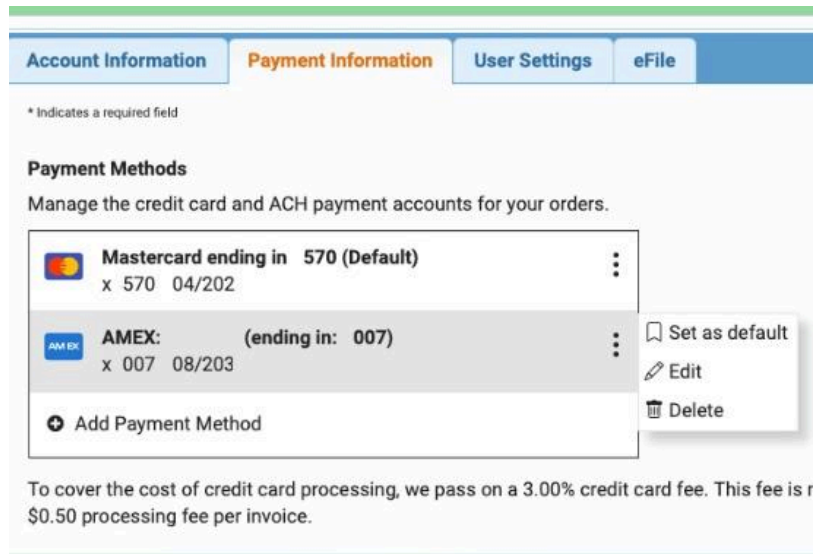 Account Information
Payment Information
User Settings
eFile
* Indicates a required field
Payment Methods
Manage the credit card and ACH payment accounts for your orders.
Mastercard ending in 570 (Default)
x 570 04/202
AMEX: (ending in: 007)
AMEX
x 007 08/203
Set as default
Edit
Delete
Add Payment Method
To cover the cost of credit card processing, we pass on a 3.00% credit card fee. This fee is
$0.50 processing fee per invoice.